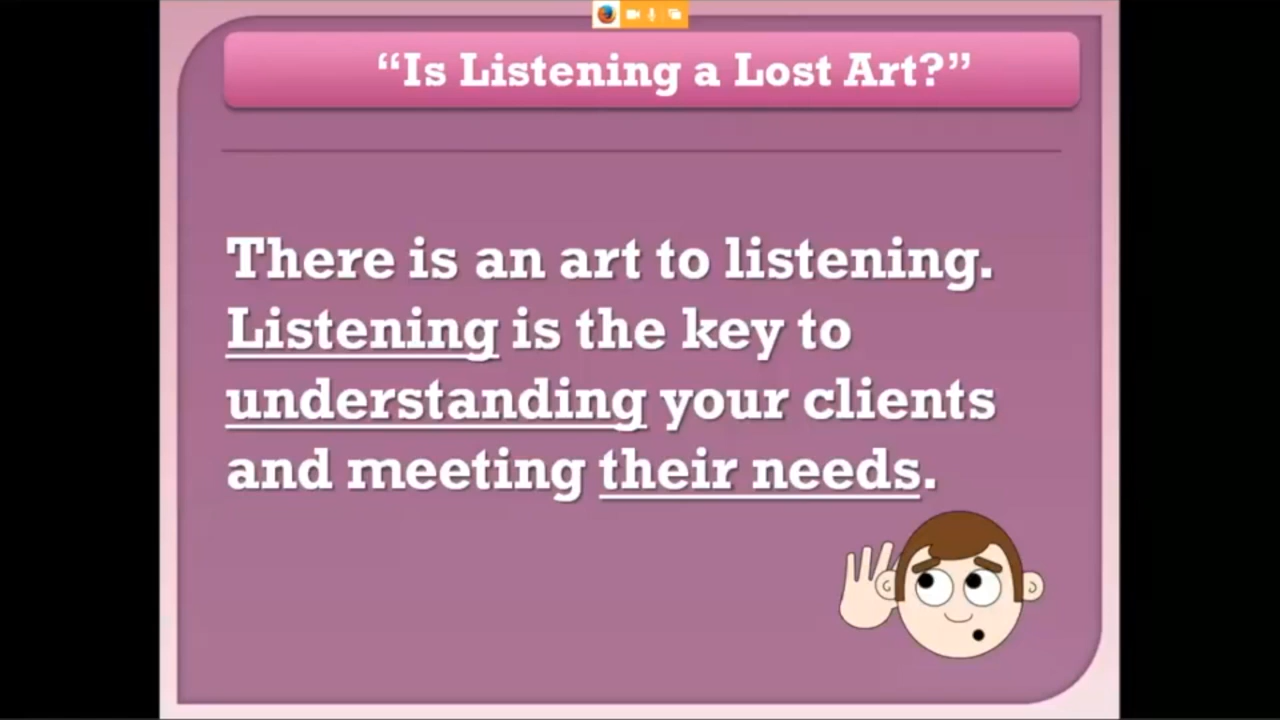 “Is Listening a Lost Art?”
There is an art to listening.
Listening is the key to
understanding your clients
and meeting their needs.